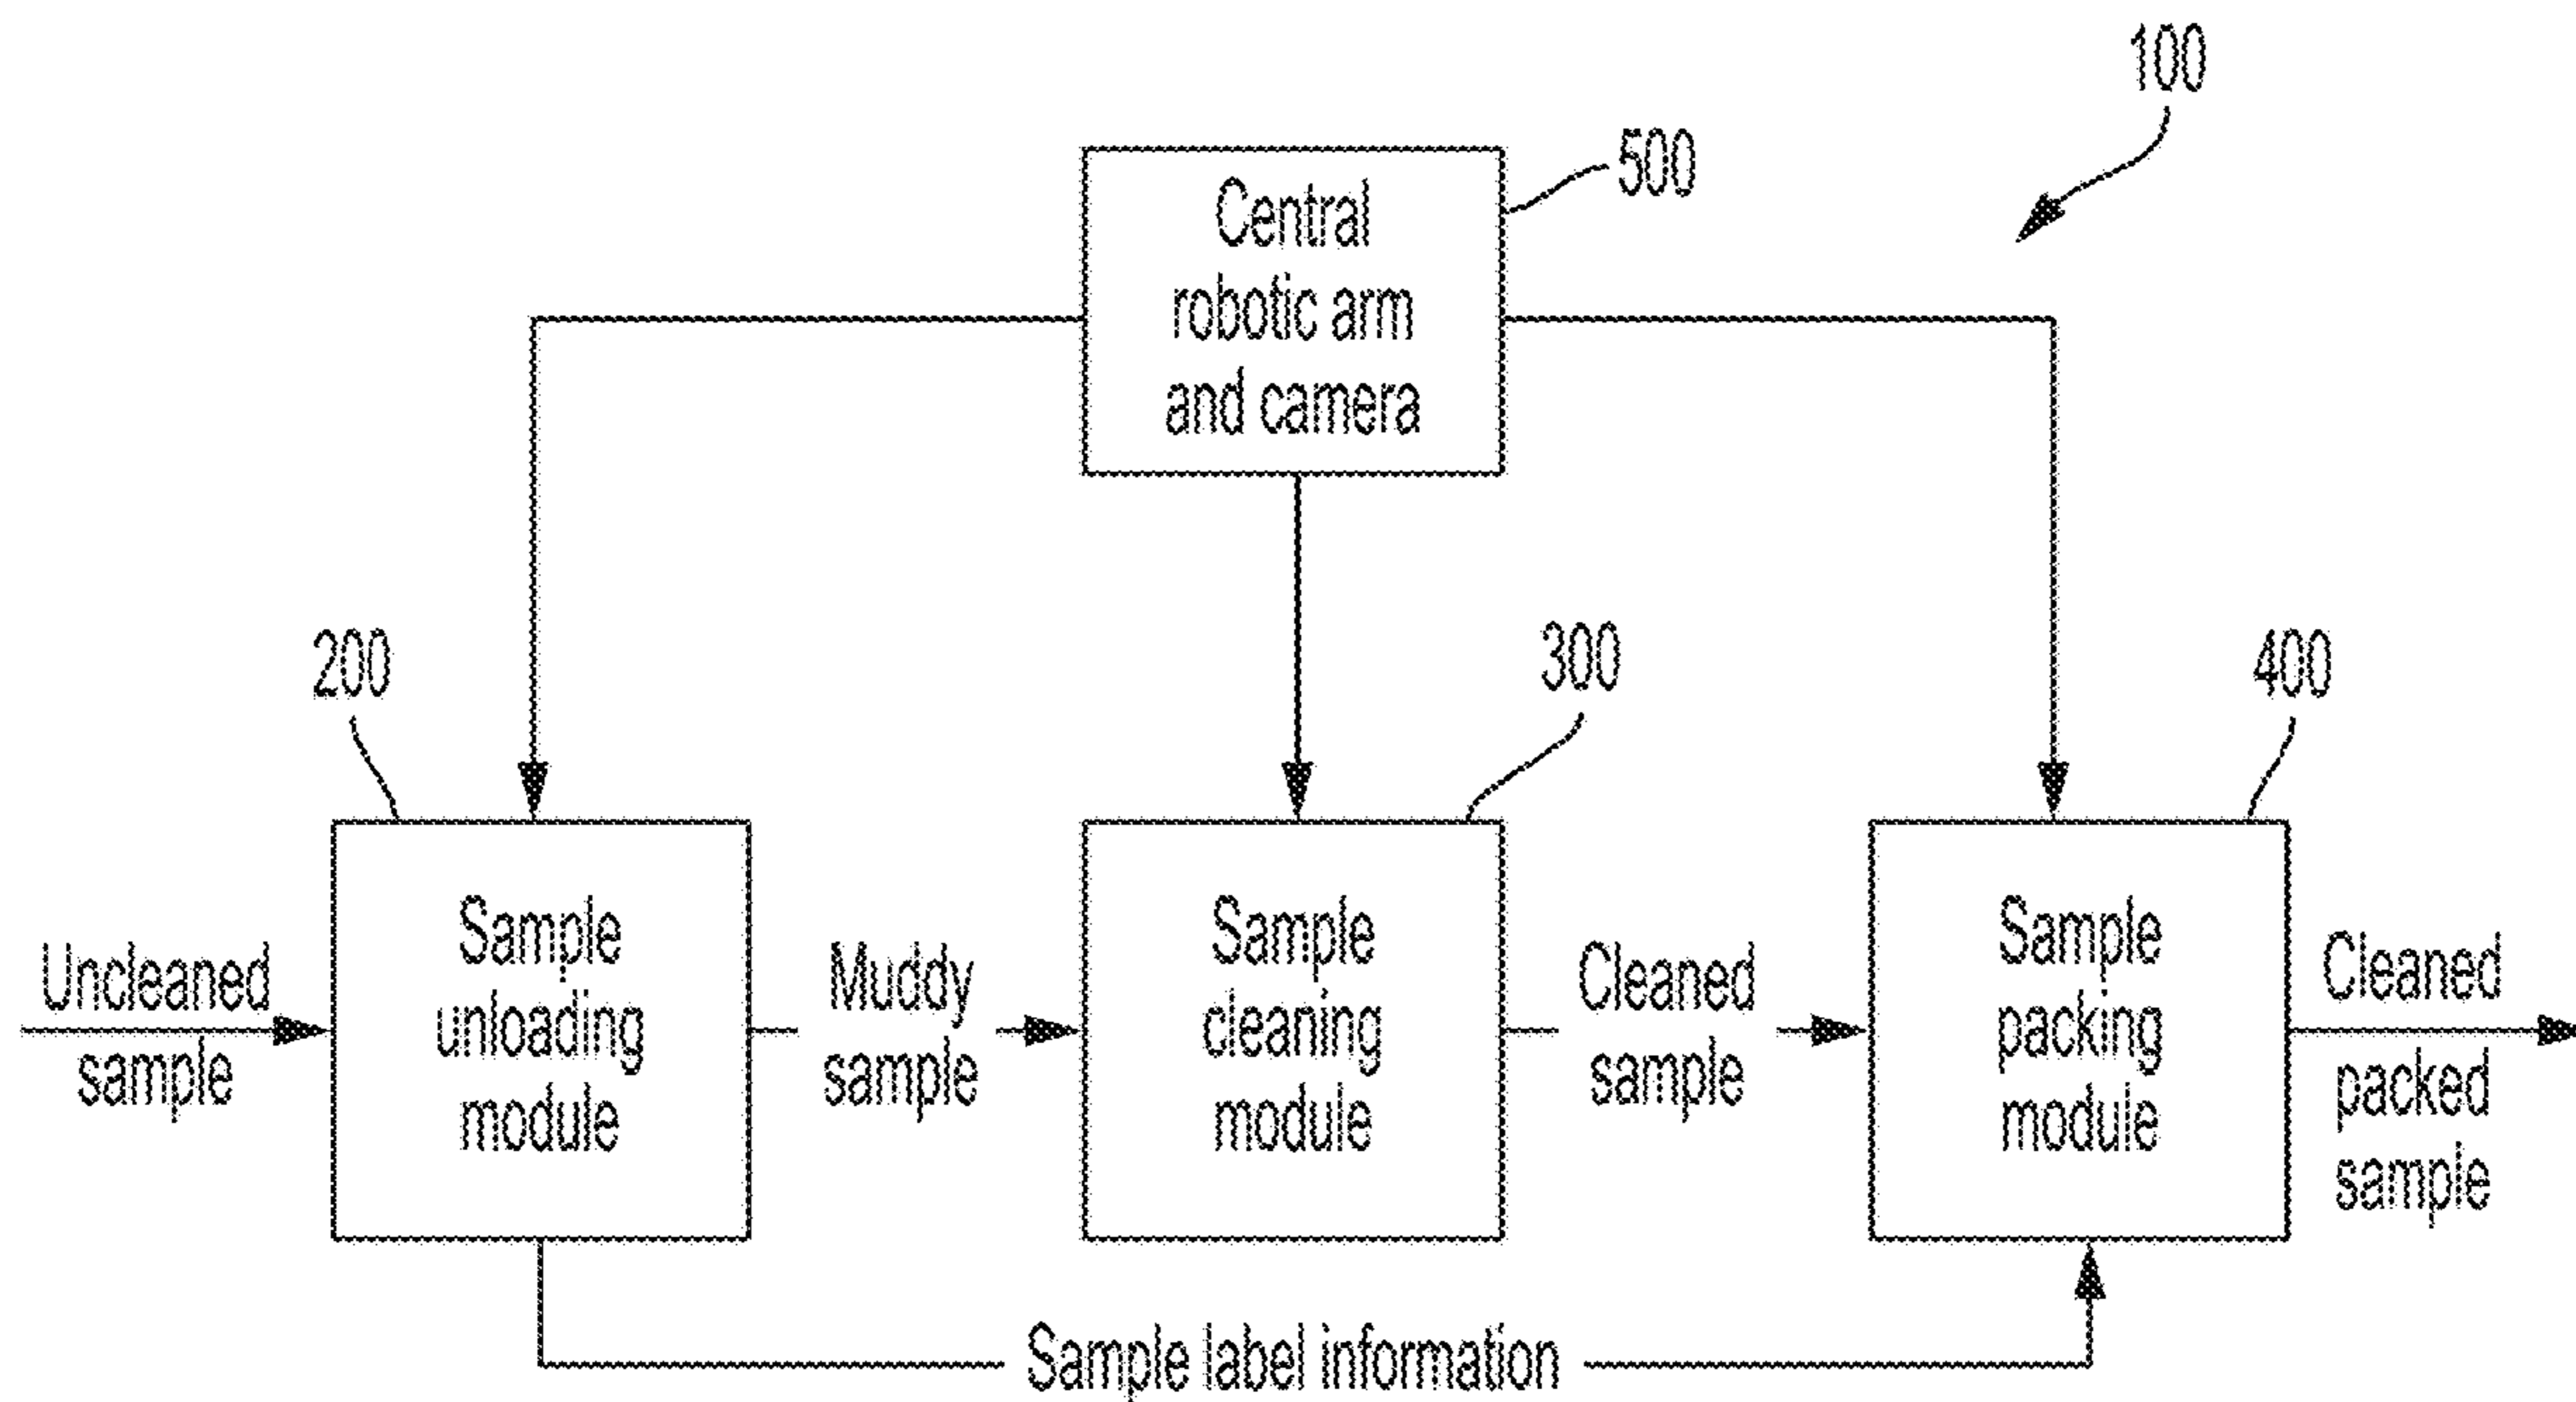 100
500
Central
robotic arm
and camera
200
300
400
Uncleaned
sample
Sample
unloading
module
Muddy
sample
Sample
cleaning
module
Cleaned
sample
Sample
packing
module
Cleaned
packed
sample
Sample label information